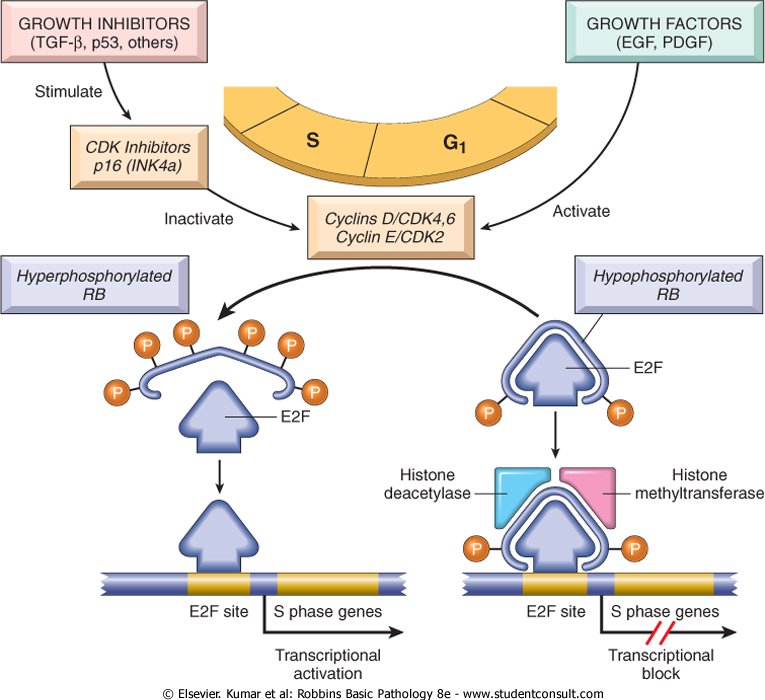 GROWTH INHIBITORS
(TGF-β, p53, others)
GROWTH FACTORS
(EGF, PDGF)
Stimulate
CDK Inhibitors
p16 (INK4a)
S
G₁
Inactivate
Cyclins D/CDK4,6
Cyclin E/CDK2
Activate
Hyperphosphorylated
RB
Hypophosphorylated
RB
P
P
P
P
P
P
E2F
E2F
P
P
Histone
deacetylase
Histone
methyltransferase
P
P
E2F site
S phase genes
Transcriptional
activation
E2F site
S phase genes
Transcriptional
block
© Elsevier. Kumar et al: Robbins Basic Pathology 8e - www.studentconsult.com